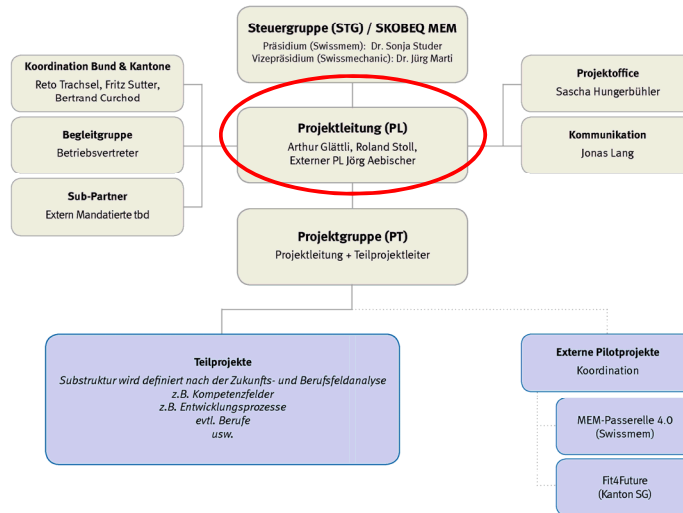 Steuergruppe (STG) / SKOBEQ MEM
Präsidium (Swissmem): Dr. Sonja Studer
Vizepräsidium (Swissmechanic): Dr. Jürg Marti
Koordination Bund & Kantone
Reto Trachsel, Fritz Sutter,
Bertrand Curchod
Begleitgruppe
Betriebsvertreter
Sub-Partner
Extern Mandatierte tbd
Projektleitung (PL)
Arthur Glättli, Roland Stoll,
Externer PL Jörg Aebischer
Projektoffice
Sascha Hungerbühler
Kommunikation
Jonas Lang
Projektgruppe (PT)
Projektleitung + Teilprojektleiter
Teilprojekte
Substruktur wird definiert nach der Zukunfts- und Berufsfeldanalyse
z.B. Kompetenzfelder
z.B. Entwicklungsprozesse
evtl. Berufe
usw.
Externe Pilotprojekte
Koordination
MEM-Passerelle 4.0
(Swissmem)
Fit4Future
(Kanton SG)